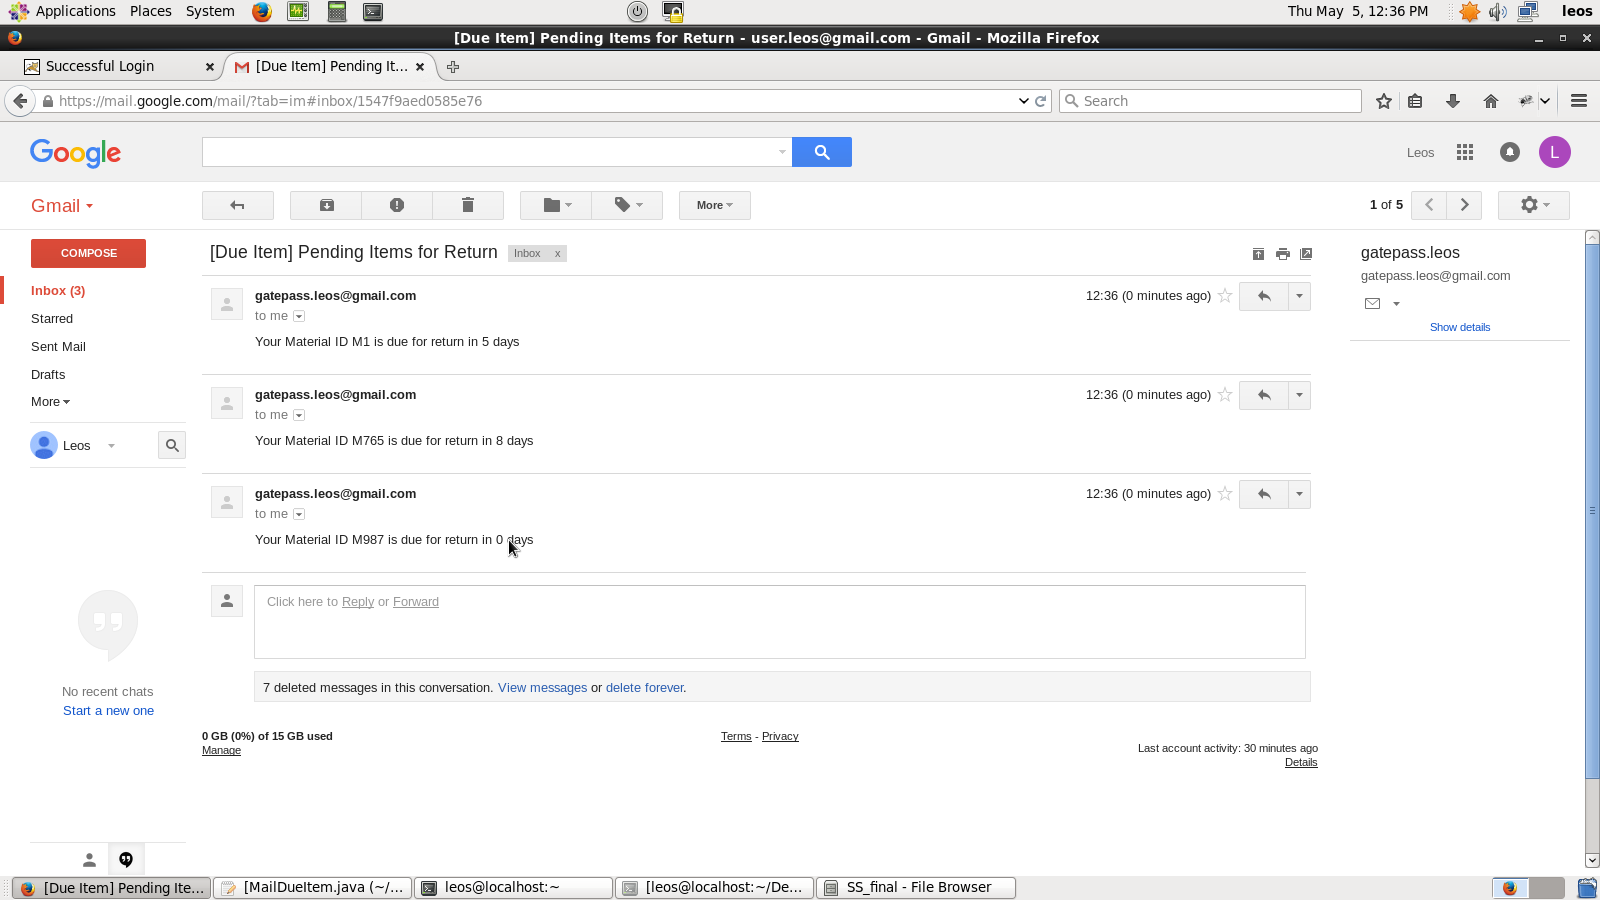 Applications Places System
Thu May 5, 12:36 PM leos
[Due Item] Pending Items for Return - user.leos@gmail.com - Gmail - Mozilla Firefox
Successful Login
[Due Item] Pending It...
https://mail.google.com/mail/?tab=im#inbox/1547f9aed0585e76
Search
Google
Leos
L
Gmail
More
1 of 5
COMPOSE
Inbox (3)
Starred
Sent Mail
Drafts
More
Leos
No recent chats
Start a new one
[Due Item] Pending Items for Return Inbox x
gatepass.leos@gmail.com 12:36 (0 minutes ago)
to me
Your Material ID M1 is due for return in 5 days
gatepass.leos@gmail.com 12:36 (0 minutes ago)
to me
Your Material ID M765 is due for return in 8 days
gatepass.leos@gmail.com 12:36 (0 minutes ago)
to me
Your Material ID M987 is due for return in 0 days
Click here to Reply or Forward
7 deleted messages in this conversation. View messages or delete forever.
0 GB (0%) of 15 GB used
Manage
Terms - Privacy
Last account activity: 30 minutes ago
Details
gatepass.leos
gatepass.leos@gmail.com
Show details
[Due Item] Pending Ite...
[MailDueItem.java (~/...
leos@localhost:~
[leos@localhost:~/De...
SS_final - File Browser